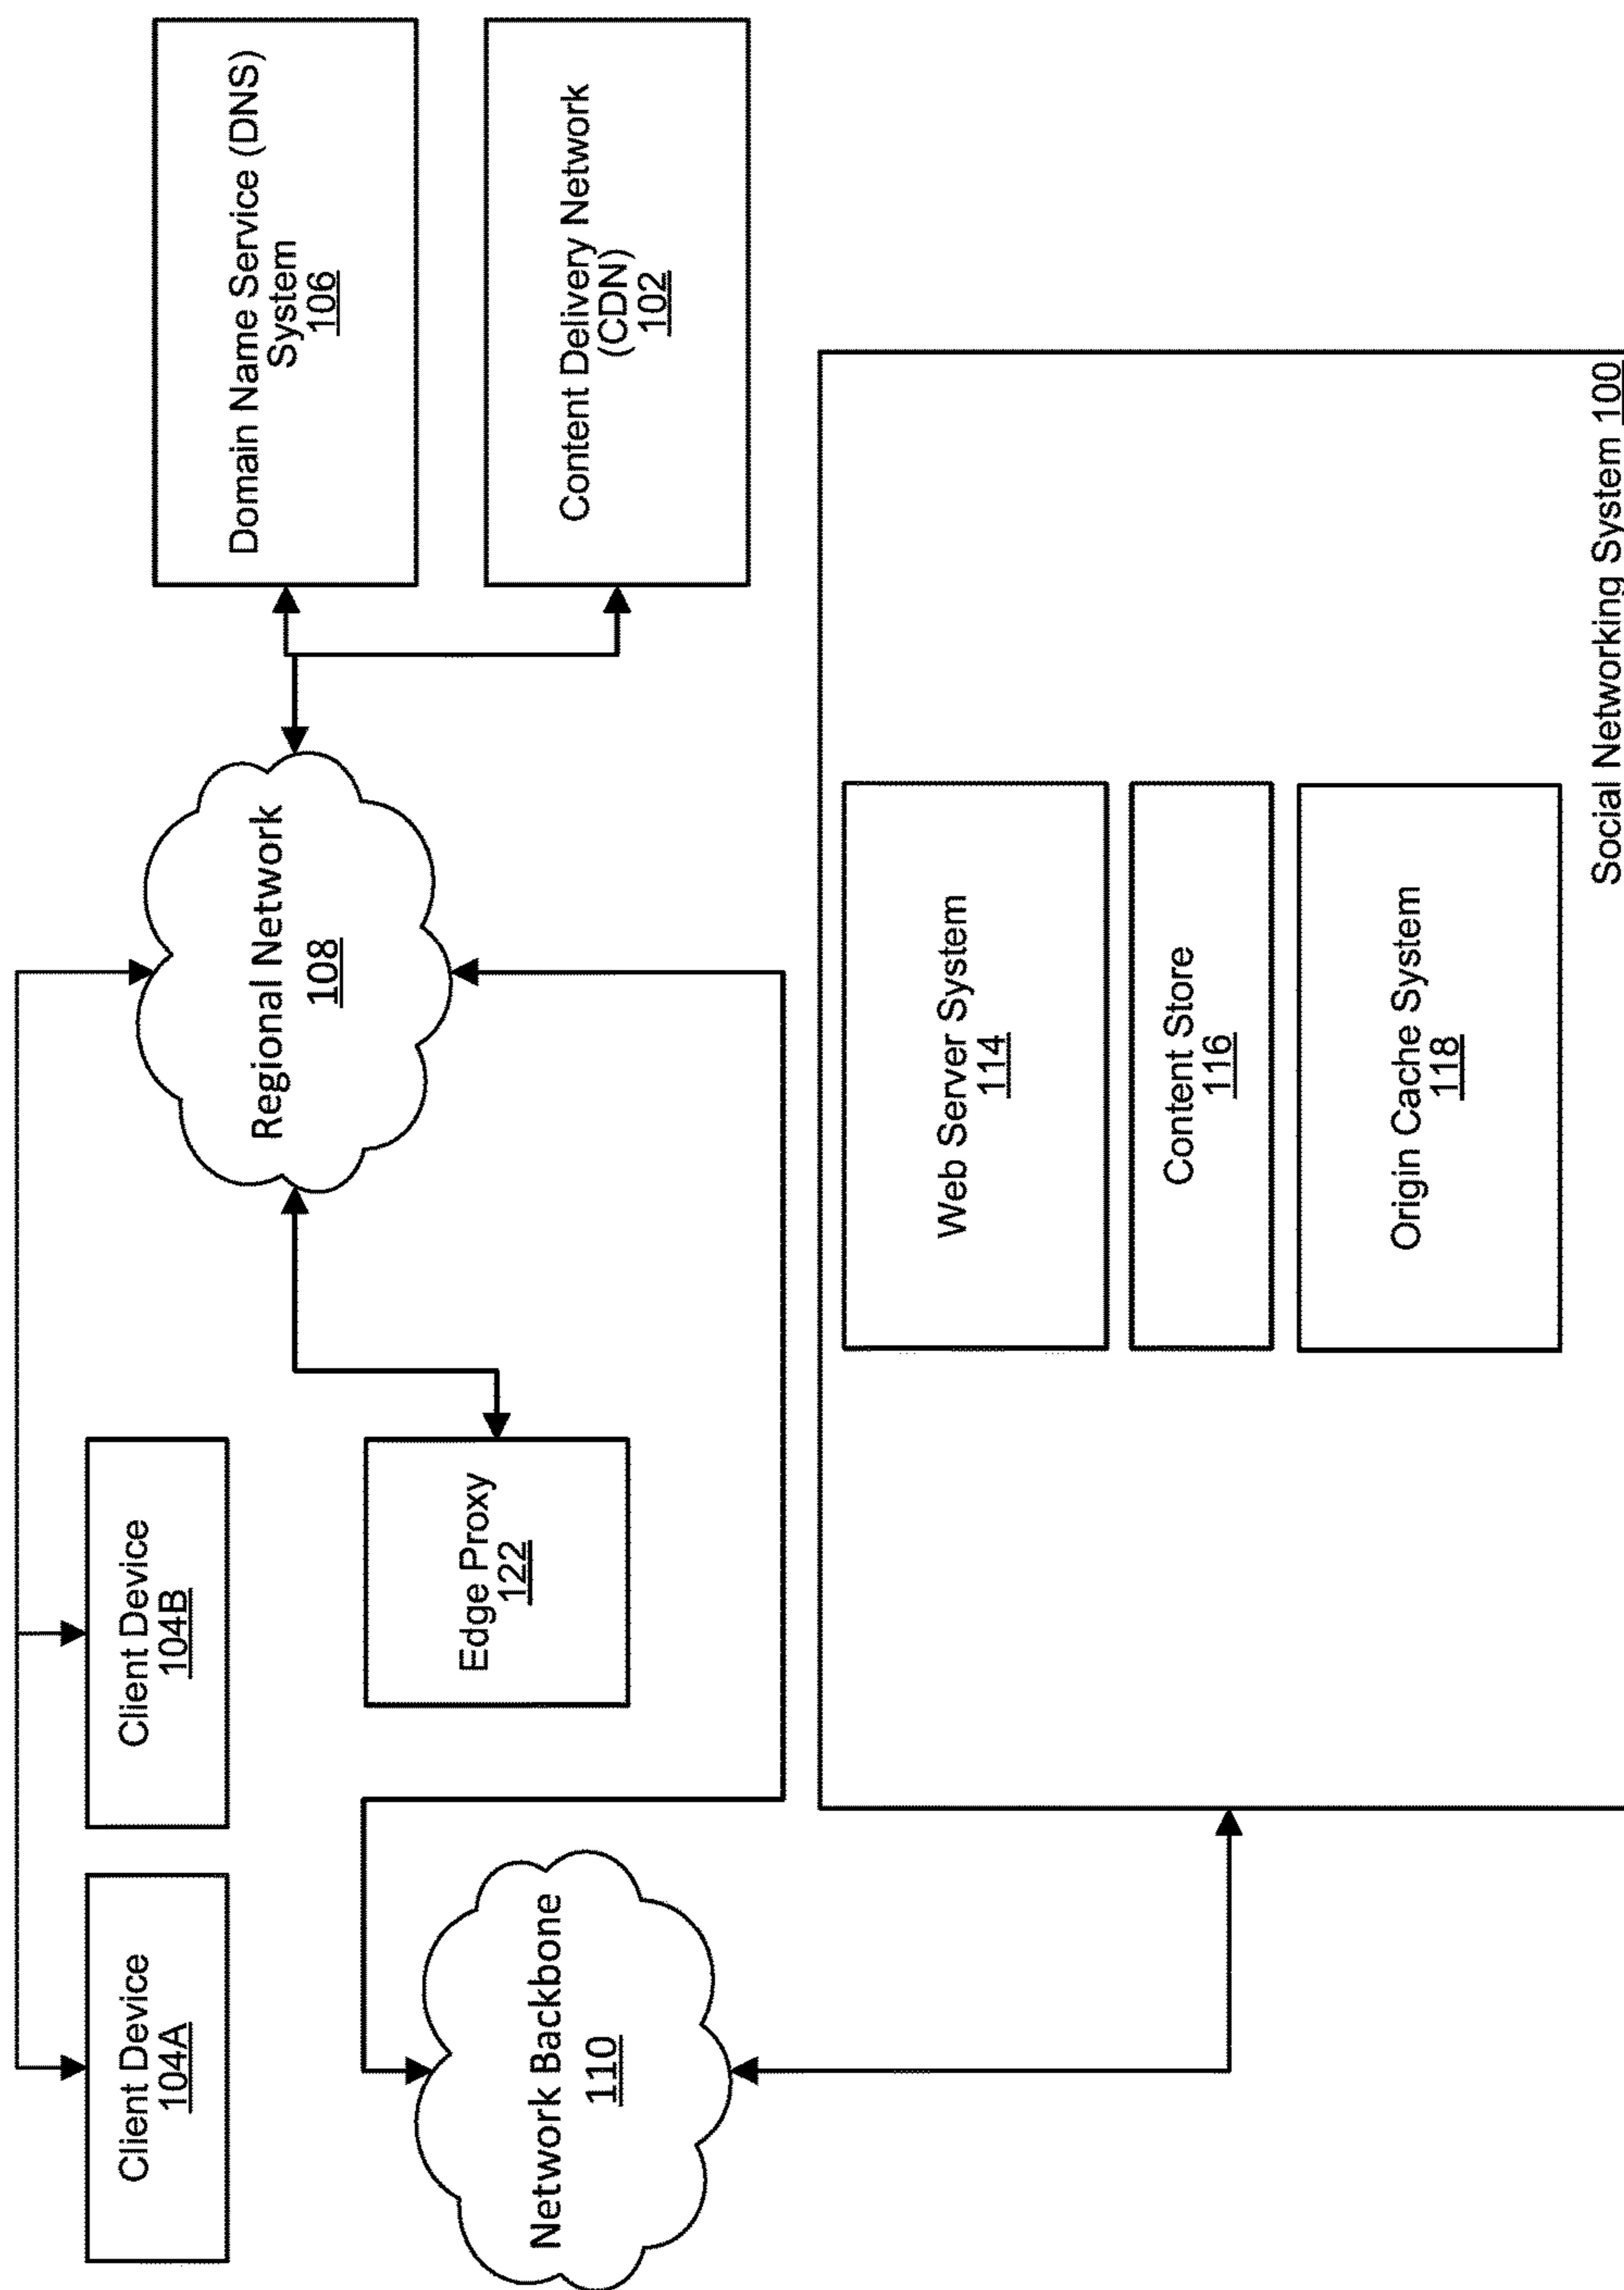 Client Device
104A
Client Device
104B
Domain Name Service (DNS)
System
106
Regional Network
108
Edge Proxy
122
Network Backbone
110
Content Delivery Network
(CDN)
102
Web Server System
114
Content Store
116
Origin Cache System
118
Social Networking System 100